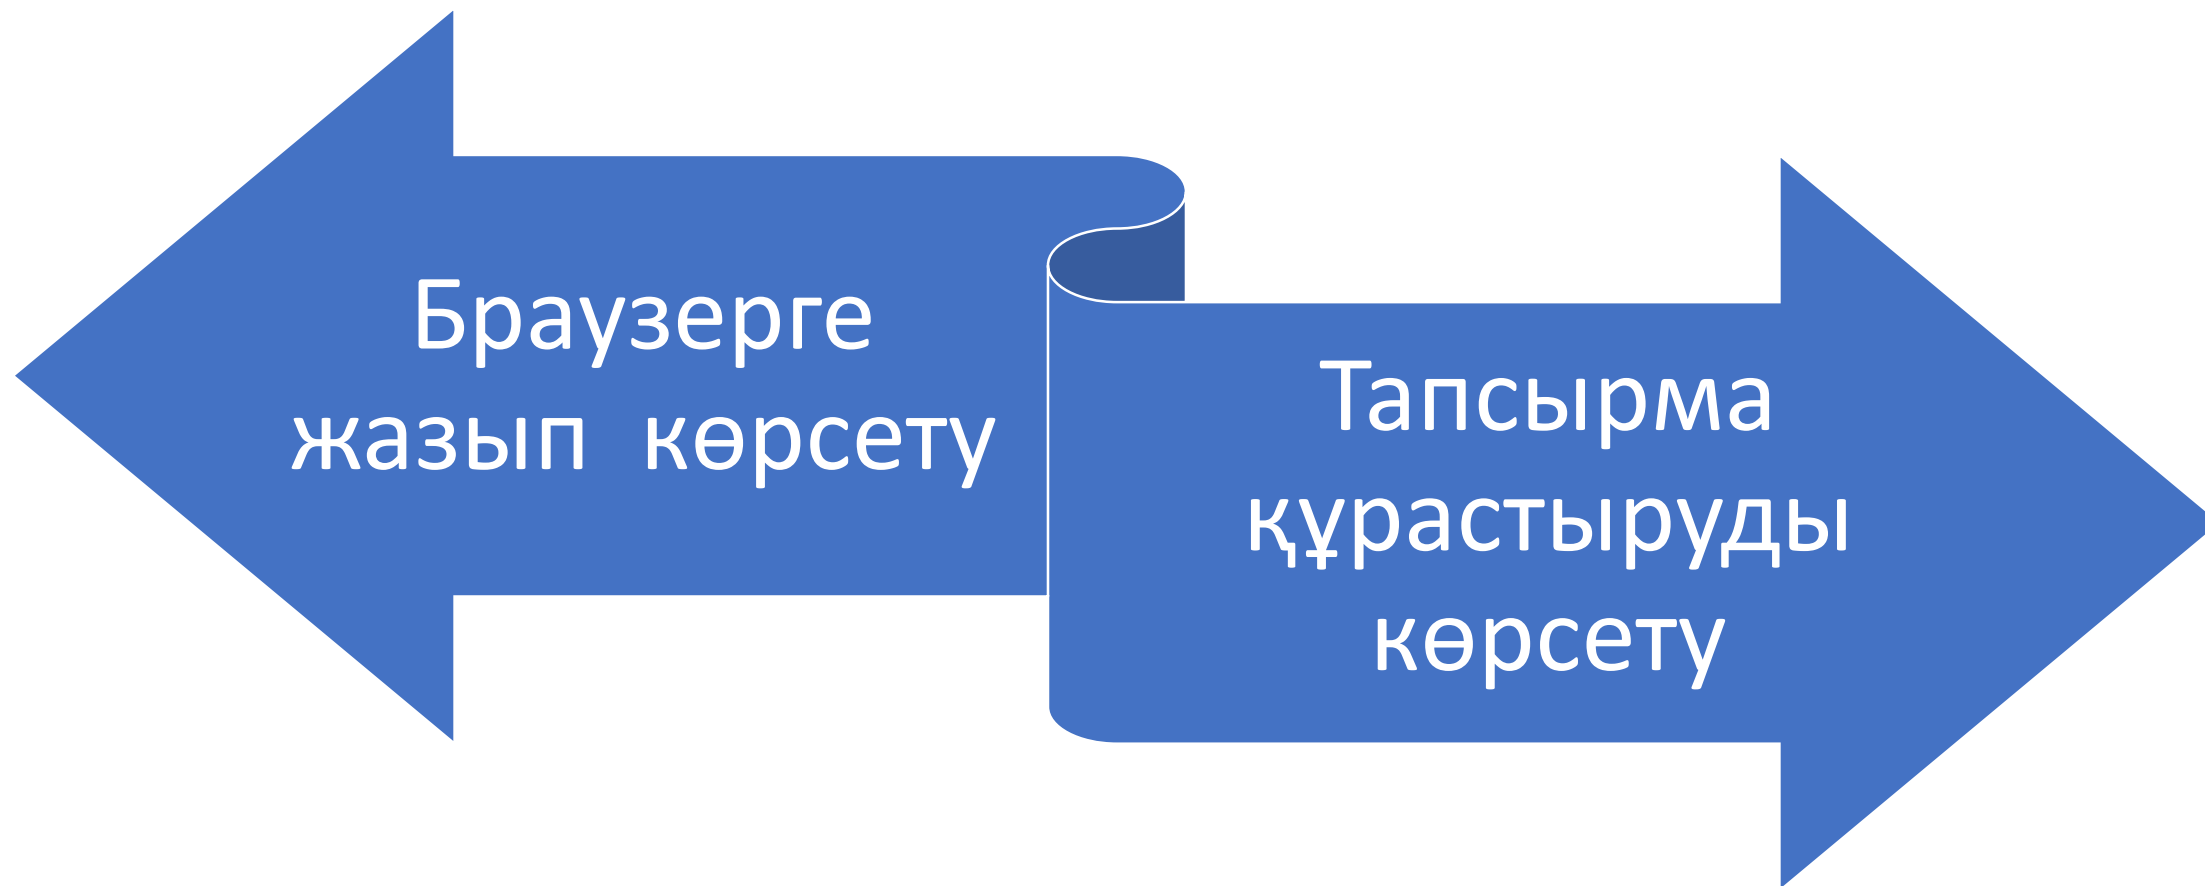 Браузерге
жазып көрсету
Тапсырма
құрастыруды
көрсету